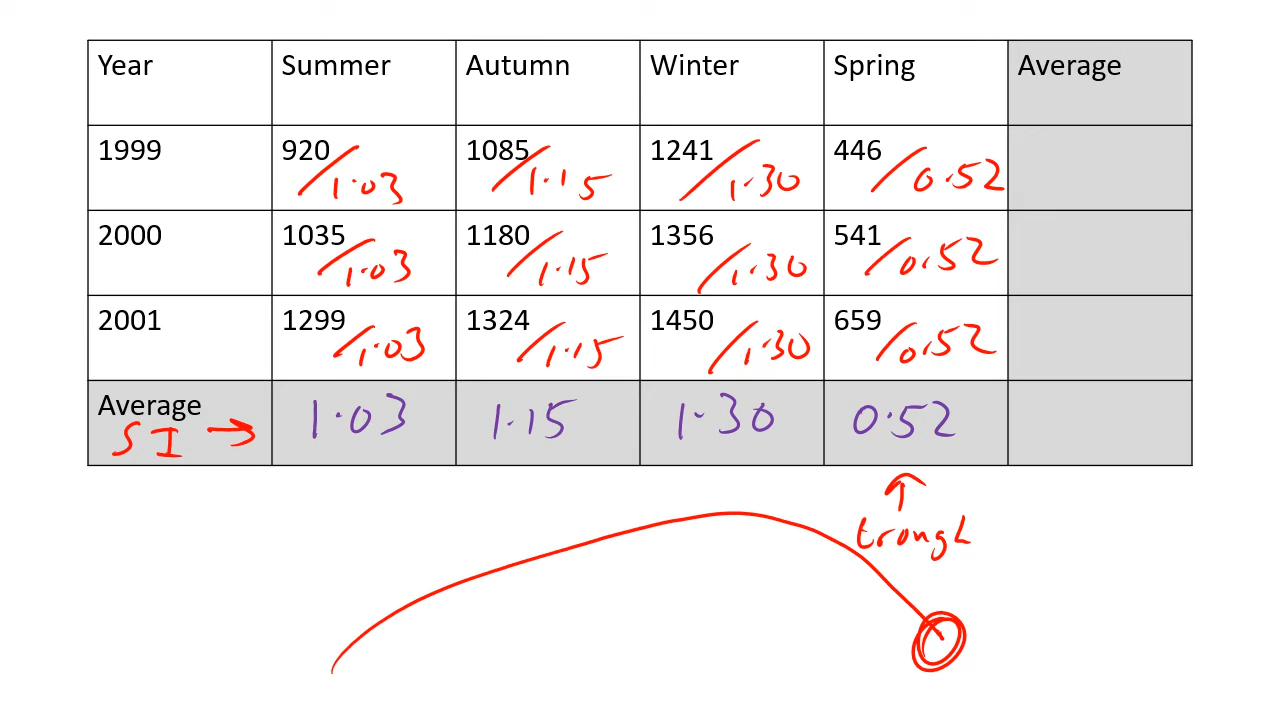 Year Summer Autumn Winter Spring Average
1999 920 /1.03 1085 /1.15 1241 /1.30 446 /0.52
2000 1035 /1.03 1180 /1.15 1356 /1.30 541 /0.52
2001 1299 /1.03 1324 /1.15 1450 /1.30 659 /0.52
Average 1.03 1.15 1.30 0.52
SI →
↑
trough